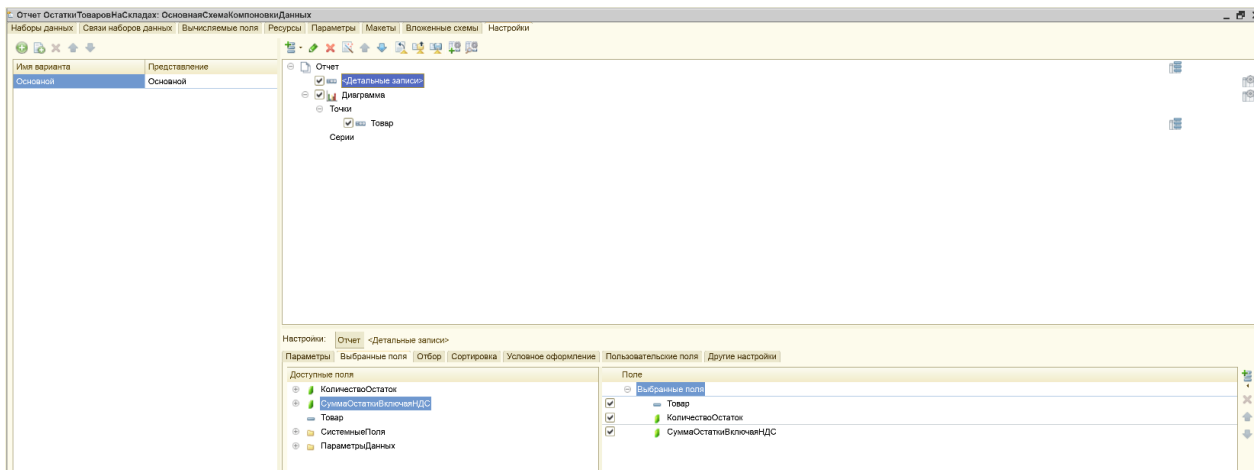 Отчет ОстаткиТоваровНаСкладах: ОсновнаяСхемаКомпоновкиДанных
Наборы данных Связи наборов данных Вычисляемые поля Ресурсы Параметры Макеты Вложенные схемы Настройки
Имя варианта Представление
Основной Основной
Отчет
<Детальные записи>
Диаграмма
Точки
Товар
Серии
Настройки: Отчет <Детальные записи>
Параметры Выбранные поля Отбор Сортировка Условное оформление Пользовательские поля Другие настройки
Доступные поля
КоличествоОстаток
СуммаОстаткиВключаяНДС
Товар
СистемныеПоля
ПараметрыДанных
Поле
Выбранные поля
Товар
КоличествоОстаток
СуммаОстаткиВключаяНДС